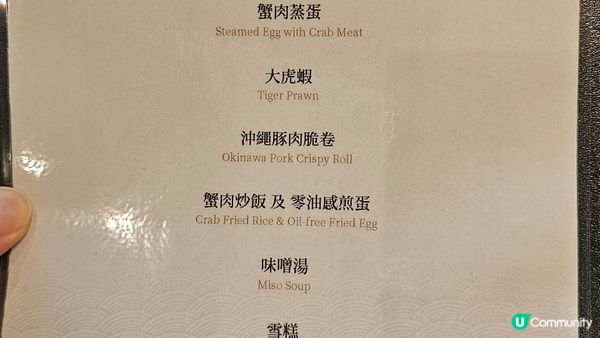 蟹肉蒸蛋
Steamed Egg with Crab Meat
大虎蝦
Tiger Prawn
沖繩豚肉脆卷
Okinawa Pork Crispy Roll
蟹肉炒飯 及 零油感煎蛋
Crab Fried Rice & Oil-free Fried Egg
味噌湯
Miso Soup
雪糕
U Community